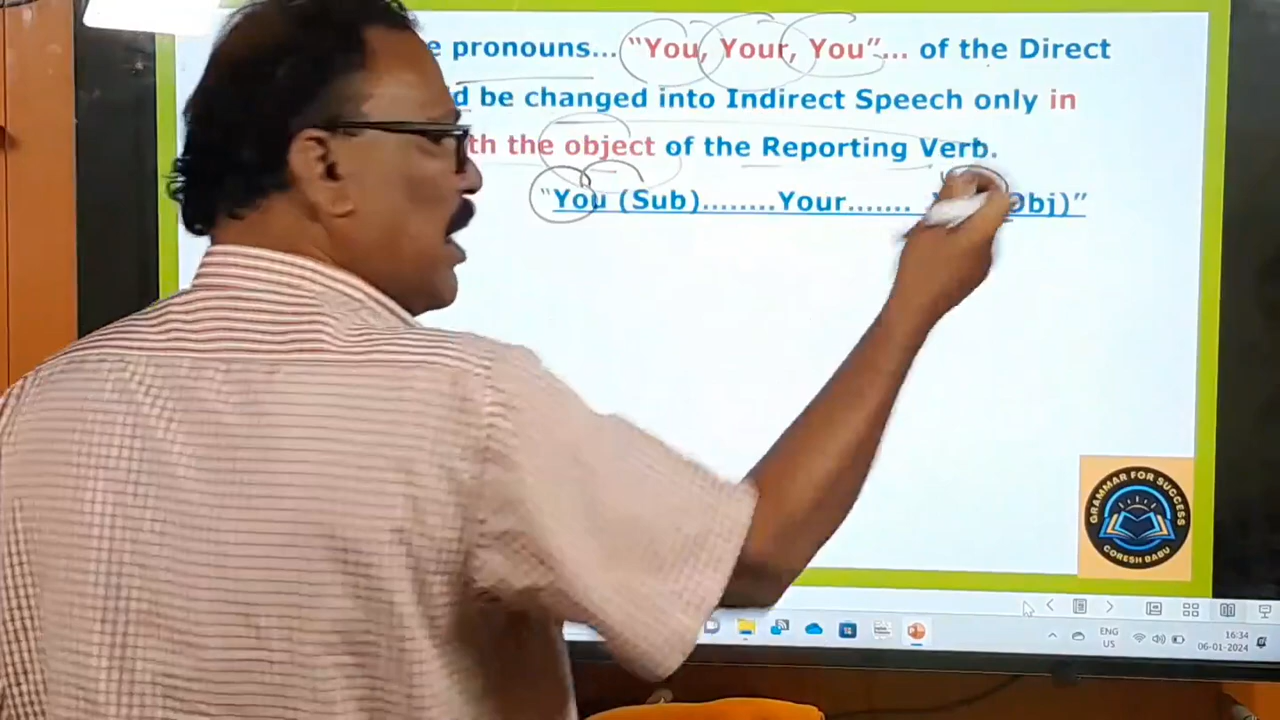 pronouns... "You, Your, You"... of the Direct
be changed into Indirect Speech only in
the object of the Reporting Verb.
"You (Sub)........Your....... Obj)"
GRAMMAR FOR SUCCESS
CORESH BABU
ENG
US
16:34
06-01-2024